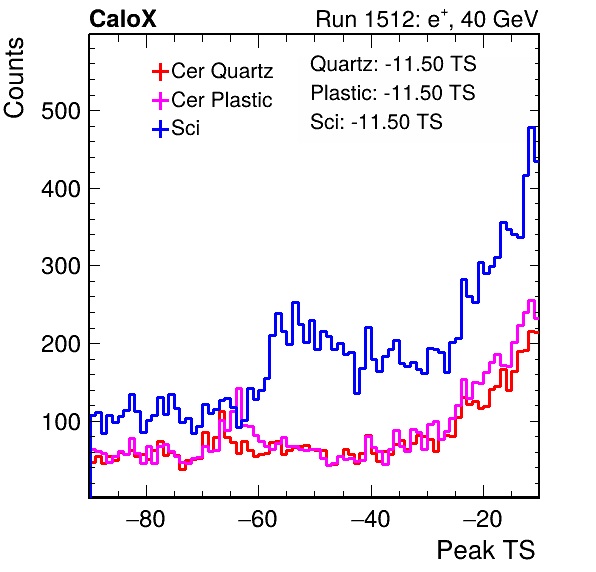 CaloX Run 1512: e⁺, 40 GeV
Counts
Cer Quartz
Cer Plastic
Sci
Quartz: -11.50 TS
Plastic: -11.50 TS
Sci: -11.50 TS
500
400
300
200
100
−80 −60 −40 −20
Peak TS